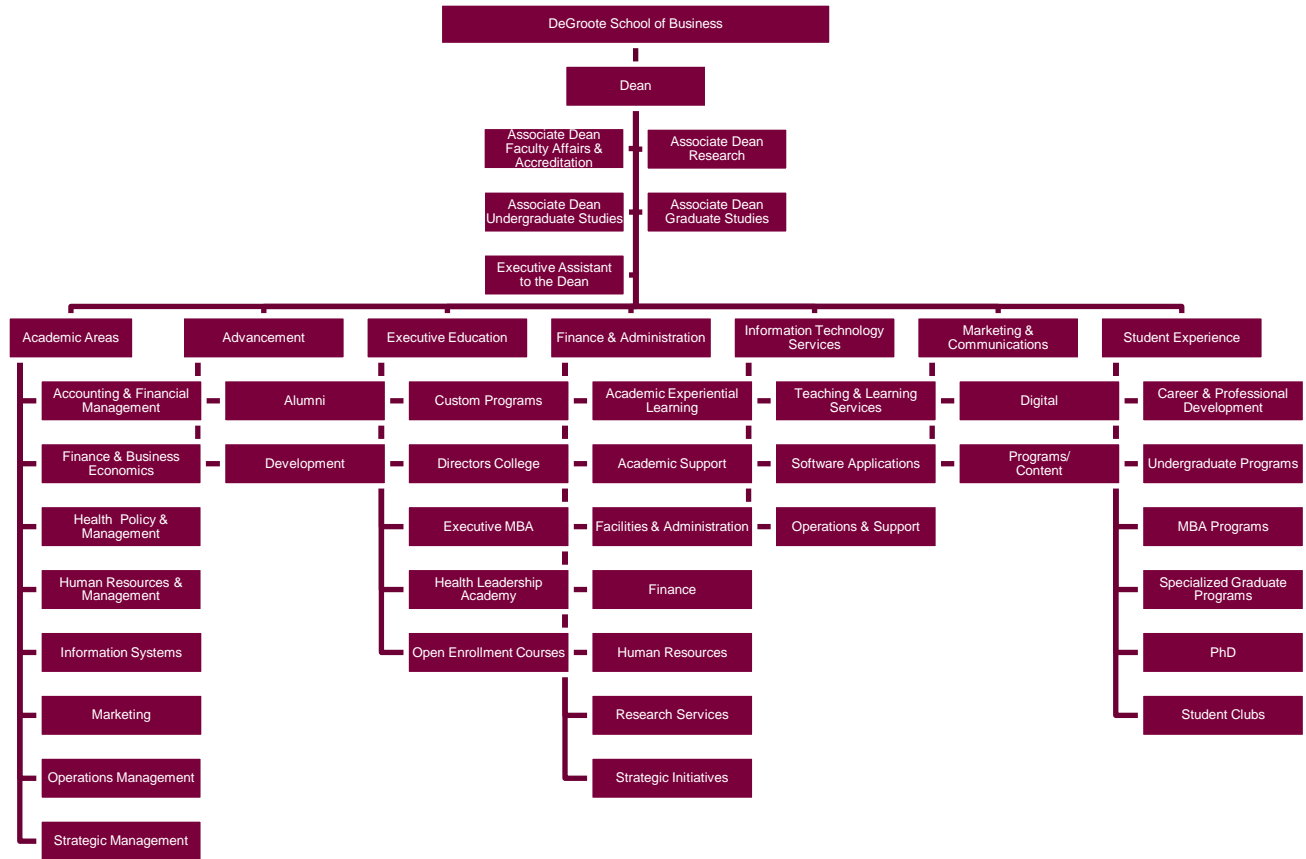 DeGroote School of Business
Dean
Associate Dean
Faculty Affairs &
Accreditation
Associate Dean
Research
Associate Dean
Undergraduate Studies
Associate Dean
Graduate Studies
Executive Assistant
to the Dean
Academic Areas
Accounting & Financial
Management
Finance & Business
Economics
Health Policy &
Management
Human Resources &
Management
Information Systems
Marketing
Operations Management
Strategic Management
Advancement
Alumni
Development
Executive Education
Custom Programs
Directors College
Executive MBA
Health Leadership
Academy
Open Enrollment Courses
Finance & Administration
Academic Experiential
Learning
Academic Support
Facilities & Administration
Finance
Human Resources
Research Services
Strategic Initiatives
Information Technology
Services
Teaching & Learning
Services
Software Applications
Operations & Support
Marketing &
Communications
Digital
Programs/
Content
Student Experience
Career & Professional
Development
Undergraduate Programs
MBA Programs
Specialized Graduate
Programs
PhD
Student Clubs